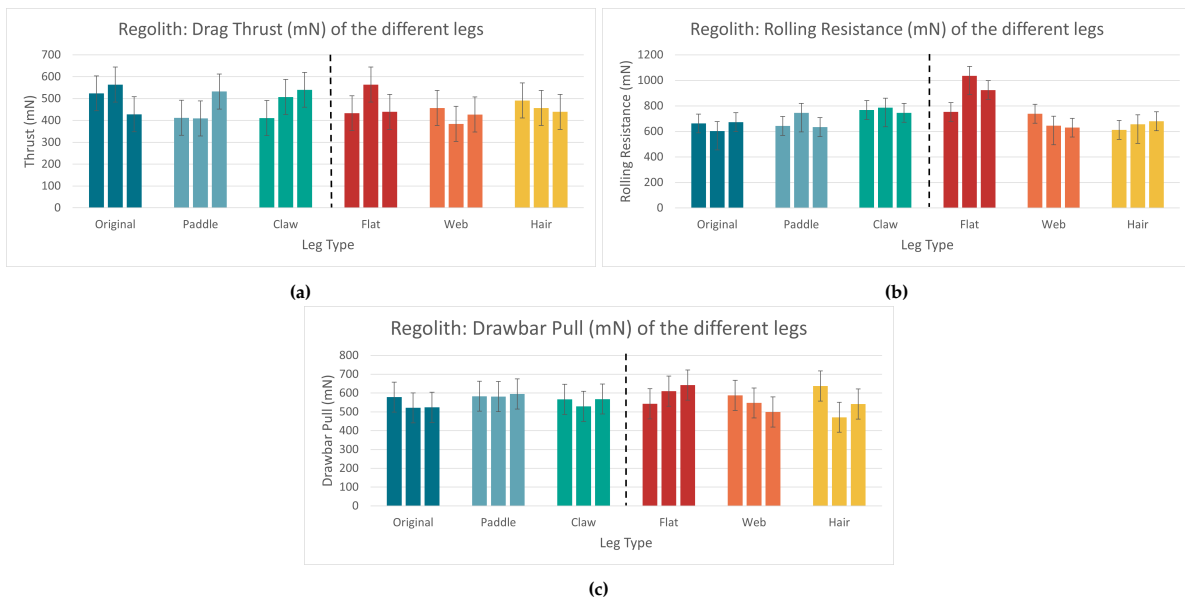 Regolith: Drag Thrust (mN) of the different legs
700
600
500
400
300
200
100
0
Thrust (mN)
Original Paddle Claw Flat Web Hair
Leg Type
(a)
Regolith: Rolling Resistance (mN) of the different legs
1200
1000
800
600
400
200
0
Rolling Resistance (mN)
Original Paddle Claw Flat Web Hair
Leg Type
(b)
Regolith: Drawbar Pull (mN) of the different legs
800
700
600
500
400
300
200
100
0
Drawbar Pull (mN)
Original Paddle Claw Flat Web Hair
Leg Type
(c)